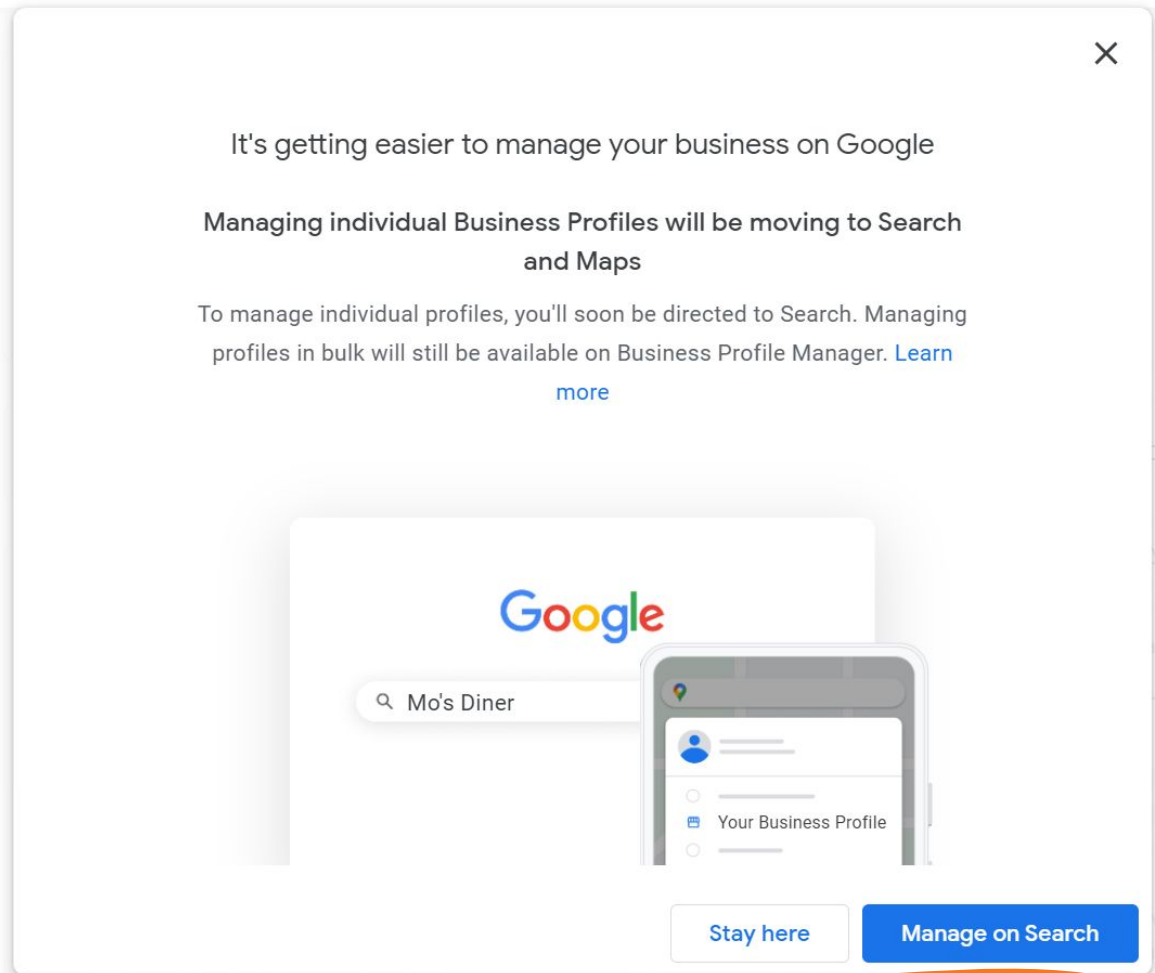 It's getting easier to manage your business on Google
Managing individual Business Profiles will be moving to Search
and Maps
To manage individual profiles, you'll soon be directed to Search. Managing
profiles in bulk will still be available on Business Profile Manager. Learn
more
Google
Mo's Diner
Your Business Profile
Stay here
Manage on Search